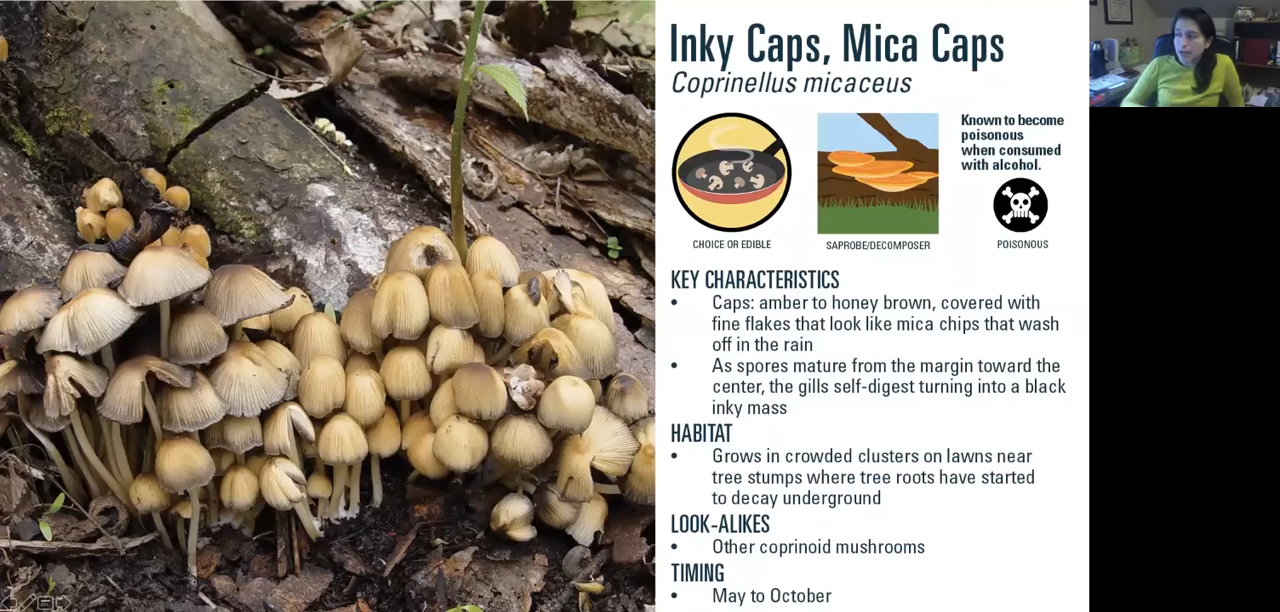 Inky Caps, Mica Caps
Coprinellus micaceus
Known to become
poisonous
when consumed
with alcohol.
CHOICE OR EDIBLE
SAPROBE/DECOMPOSER
POISONOUS
KEY CHARACTERISTICS
• Caps: amber to honey brown, covered with
fine flakes that look like mica chips that wash
off in the rain
• As spores mature from the margin toward the
center, the gills self-digest turning into a black
inky mass
HABITAT
• Grows in crowded clusters on lawns near
tree stumps where tree roots have started
to decay underground
LOOK-ALIKES
• Other coprinoid mushrooms
TIMING
• May to October